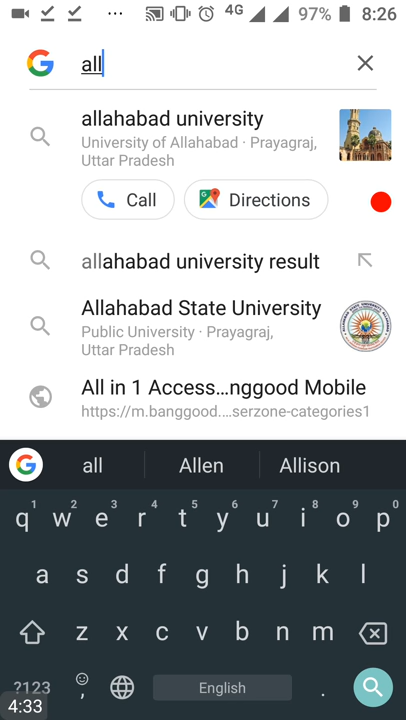 4G 97% 8:26
all
allahabad university
University of Allahabad · Prayagraj,
Uttar Pradesh
Call Directions
allahabad university result
Allahabad State University
Public University · Prayagraj,
Uttar Pradesh
All in 1 Access...nggood Mobile
https://m.banggood....serzone-categories1
all Allen Allison
1 2 3 4 5 6 7 8 9 0
q w e r t y u i o p
a s d f g h j k l
z x c v b n m
?123 , English .
4:33